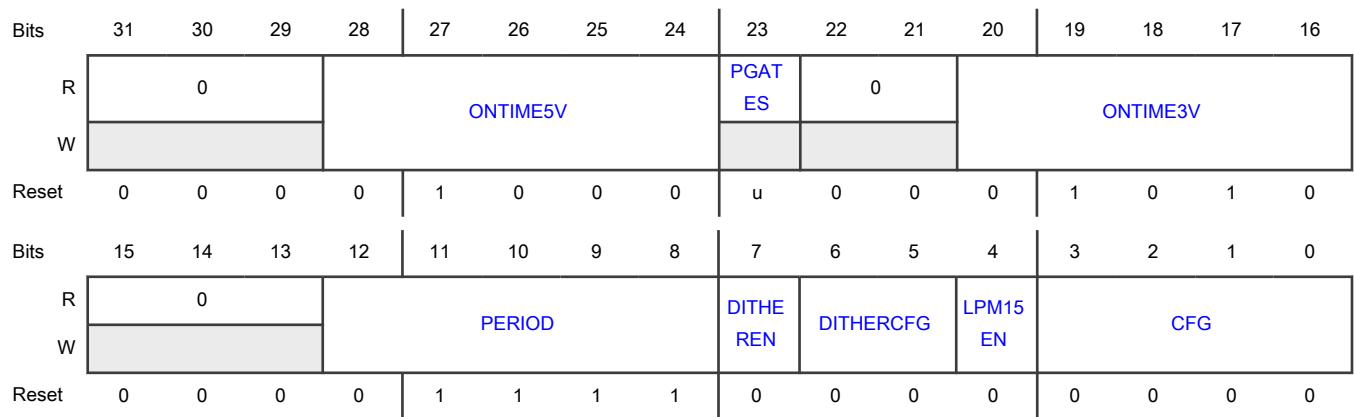 Bits 31 30 29 28 27 26 25 24 23 22 21 20 19 18 17 16
R 0 ONTIME5V PGAT ES 0 ONTIME3V
W
Reset 0 0 0 0 1 0 0 0 u 0 0 0 1 0 1 0
Bits 15 14 13 12 11 10 9 8 7 6 5 4 3 2 1 0
R 0 PERIOD DITHE REN DITHERCFG LPM15 EN CFG
W
Reset 0 0 0 0 1 1 1 1 0 0 0 0 0 0 0 0